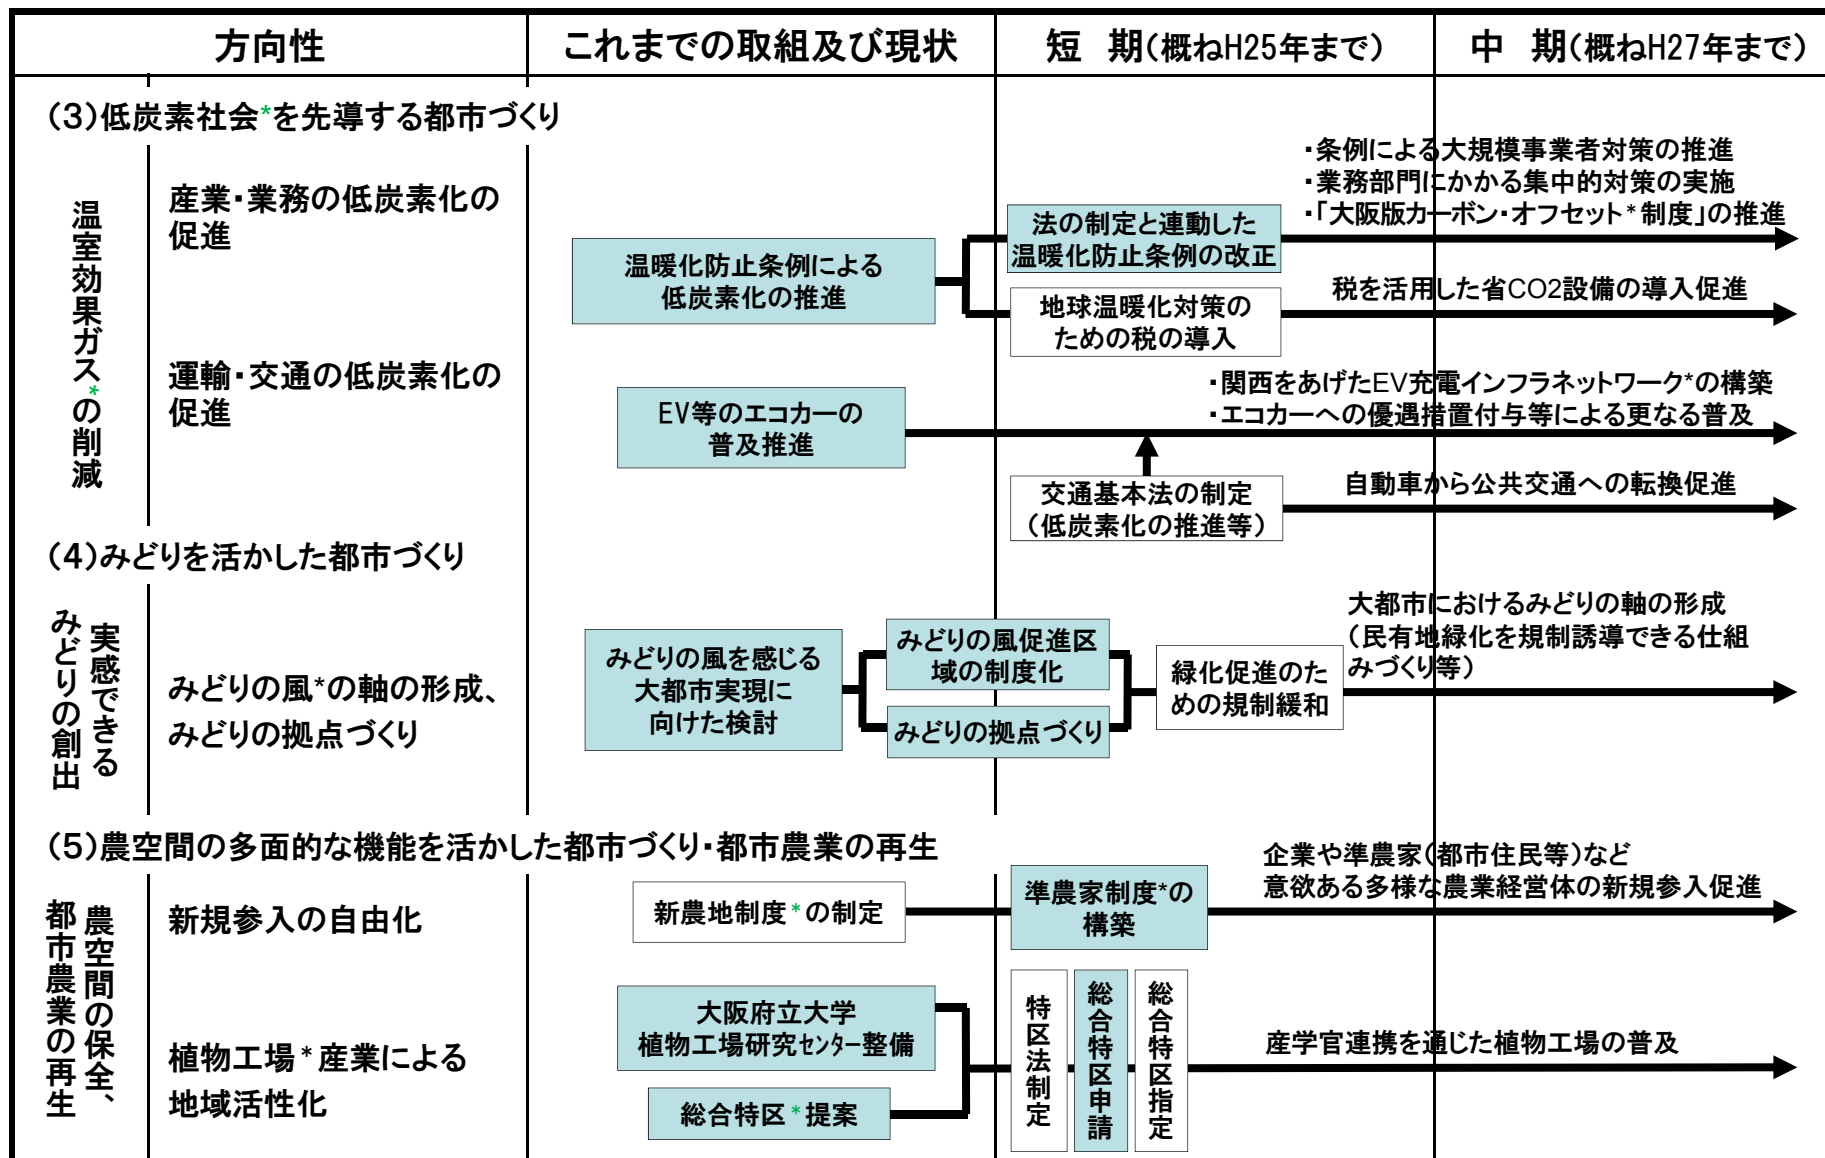 方向性
これまでの取組及び現状
短　期(概ねH25年まで)
中　期(概ねH27年まで)
(3)低炭素社会*を先導する都市づくり
温室効果ガス*の削減
産業・業務の低炭素化の
促進
温暖化防止条例による
低炭素化の推進
法の制定と連動した
温暖化防止条例の改正
・条例による大規模事業者対策の推進
・業務部門にかかる集中的対策の実施
・「大阪版カーボン・オフセット*制度」の推進
地球温暖化対策の
ための税の導入
税を活用した省CO2設備の導入促進
運輸・交通の低炭素化の
促進
EV等のエコカーの
普及推進
・関西をあげたEV充電インフラネットワーク*の構築
・エコカーへの優遇措置付与等による更なる普及
交通基本法の制定
(低炭素化の推進等)
自動車から公共交通への転換促進
(4)みどりを活かした都市づくり
実感できる
みどりの創出
みどりの風*の軸の形成、
みどりの拠点づくり
みどりの風を感じる
大都市実現に
向けた検討
みどりの風促進区
域の制度化
みどりの拠点づくり
緑化促進のた
めの規制緩和
大都市におけるみどりの軸の形成
(民有地緑化を規制誘導できる仕組
みづくり等)
(5)農空間の多面的な機能を活かした都市づくり・都市農業の再生
農空間の保全、
都市農業の再生
新規参入の自由化
新農地制度*の制定
準農家制度*の
構築
企業や準農家(都市住民等)など
意欲ある多様な農業経営体の新規参入促進
植物工場*産業による
地域活性化
大阪府立大学
植物工場研究ｾﾝﾀｰ整備
総合特区*提案
特区法制定
総合特区申請
総合特区指定
産学官連携を通じた植物工場の普及